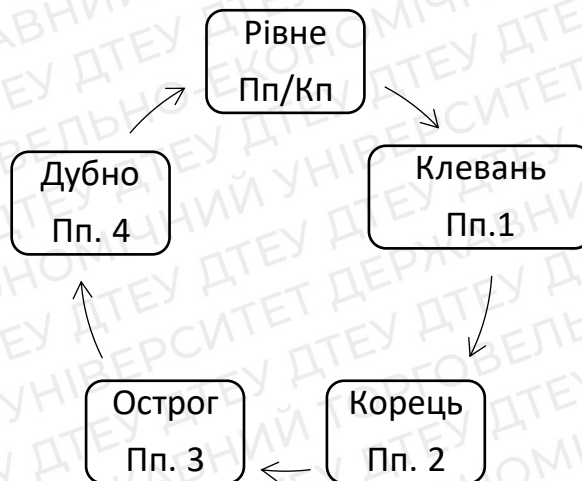 Рівне
Пп/Кп
Клевань
Пп.1
Корець
Пп. 2
Острог
Пп. 3
Дубно
Пп. 4